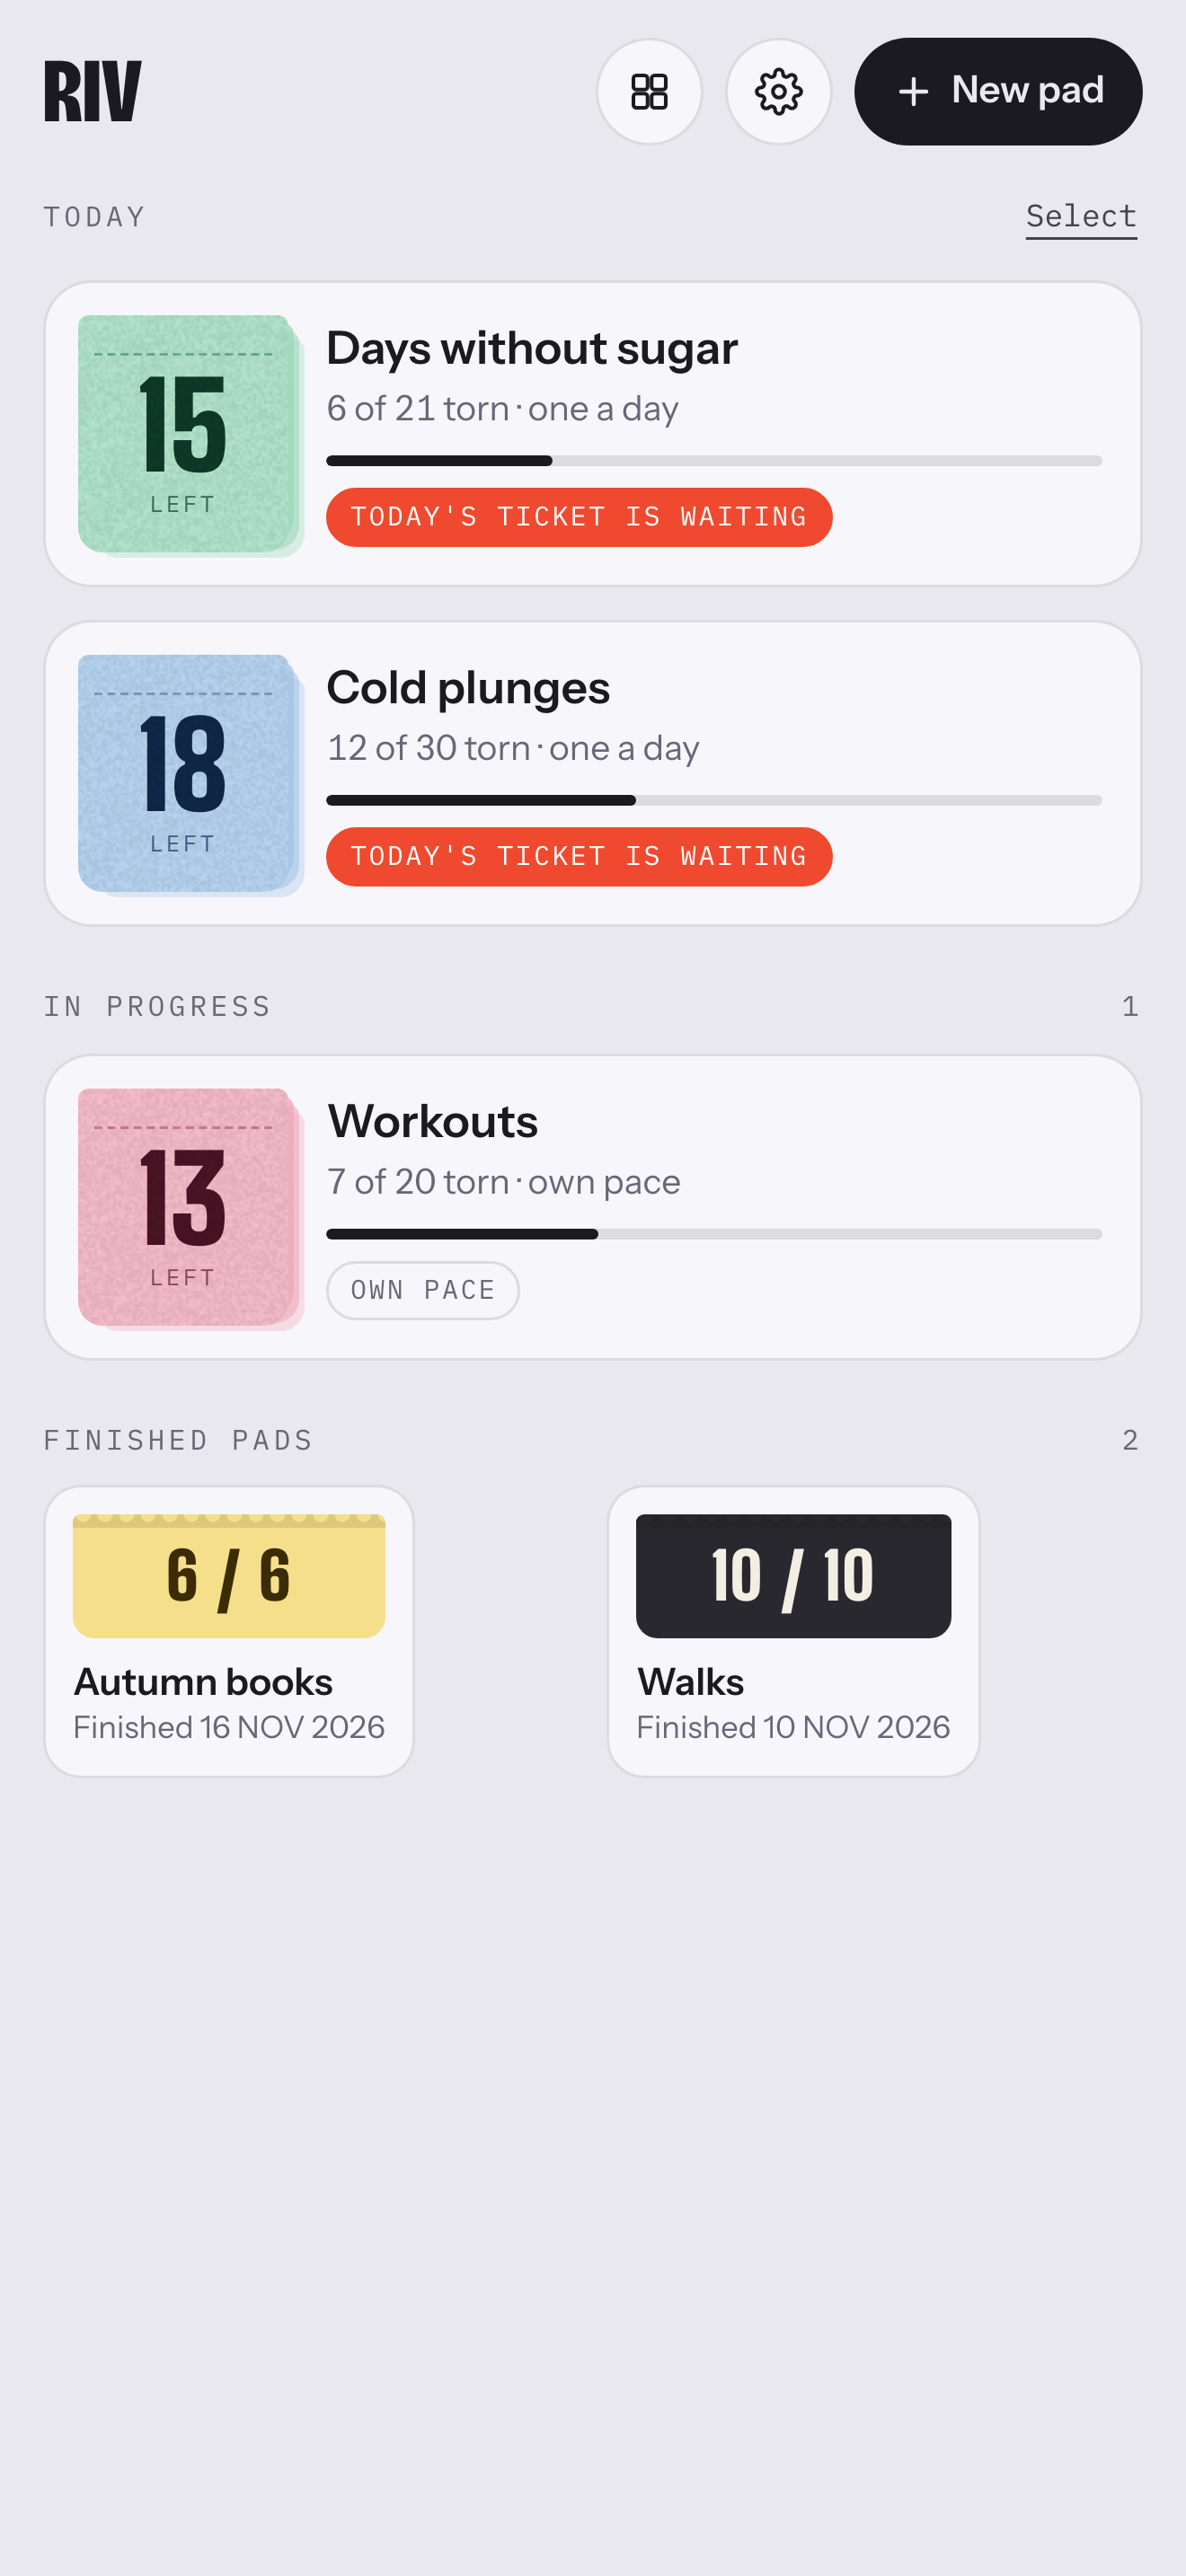 RIV
+ New pad
TODAY
Select
15
LEFT
Days without sugar
6 of 21 torn · one a day
TODAY'S TICKET IS WAITING
18
LEFT
Cold plunges
12 of 30 torn · one a day
TODAY'S TICKET IS WAITING
IN PROGRESS
1
13
LEFT
Workouts
7 of 20 torn · own pace
OWN PACE
FINISHED PADS
2
6 / 6
Autumn books
Finished 16 NOV 2026
10 / 10
Walks
Finished 10 NOV 2026